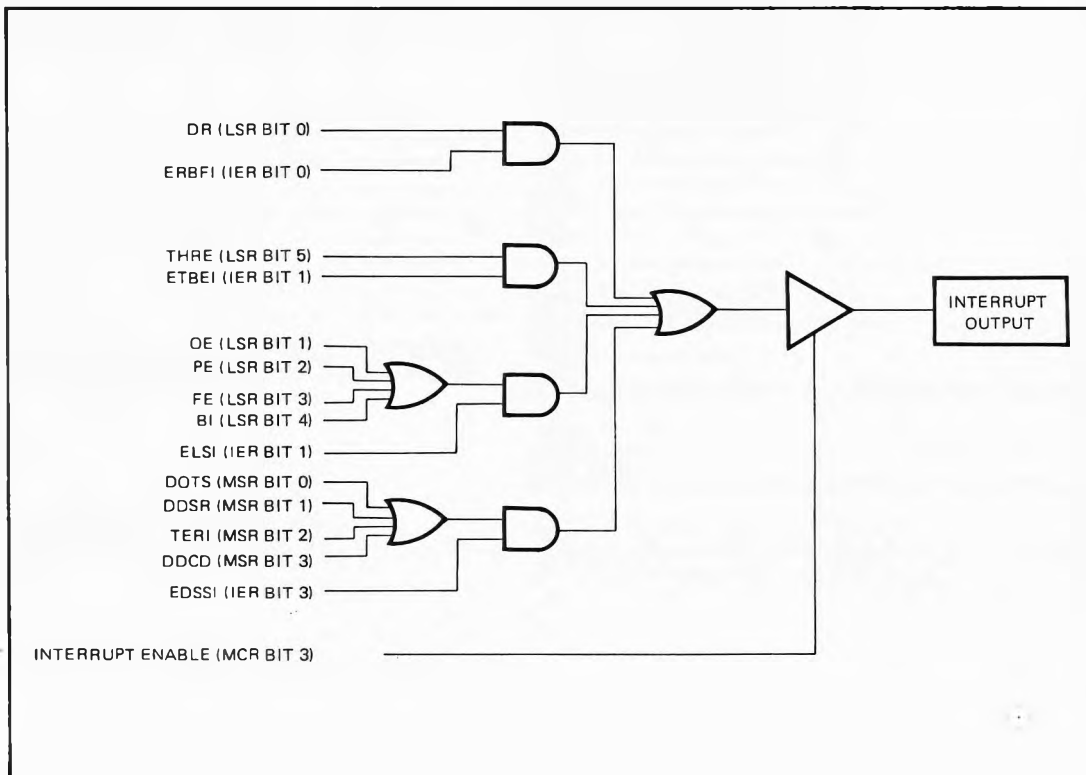 DR (LSR BIT 0)
ERBFI (IER BIT 0)
THRE (LSR BIT 5)
ETBEI (IER BIT 1)
OE (LSR BIT 1)
PE (LSR BIT 2)
FE (LSR BIT 3)
BI (LSR BIT 4)
ELSI (IER BIT 1)
DOTS (MSR BIT 0)
DDSR (MSR BIT 1)
TERI (MSR BIT 2)
DDCD (MSR BIT 3)
EDSSI (IER BIT 3)
INTERRUPT ENABLE (MCR BIT 3)
INTERRUPT
OUTPUT